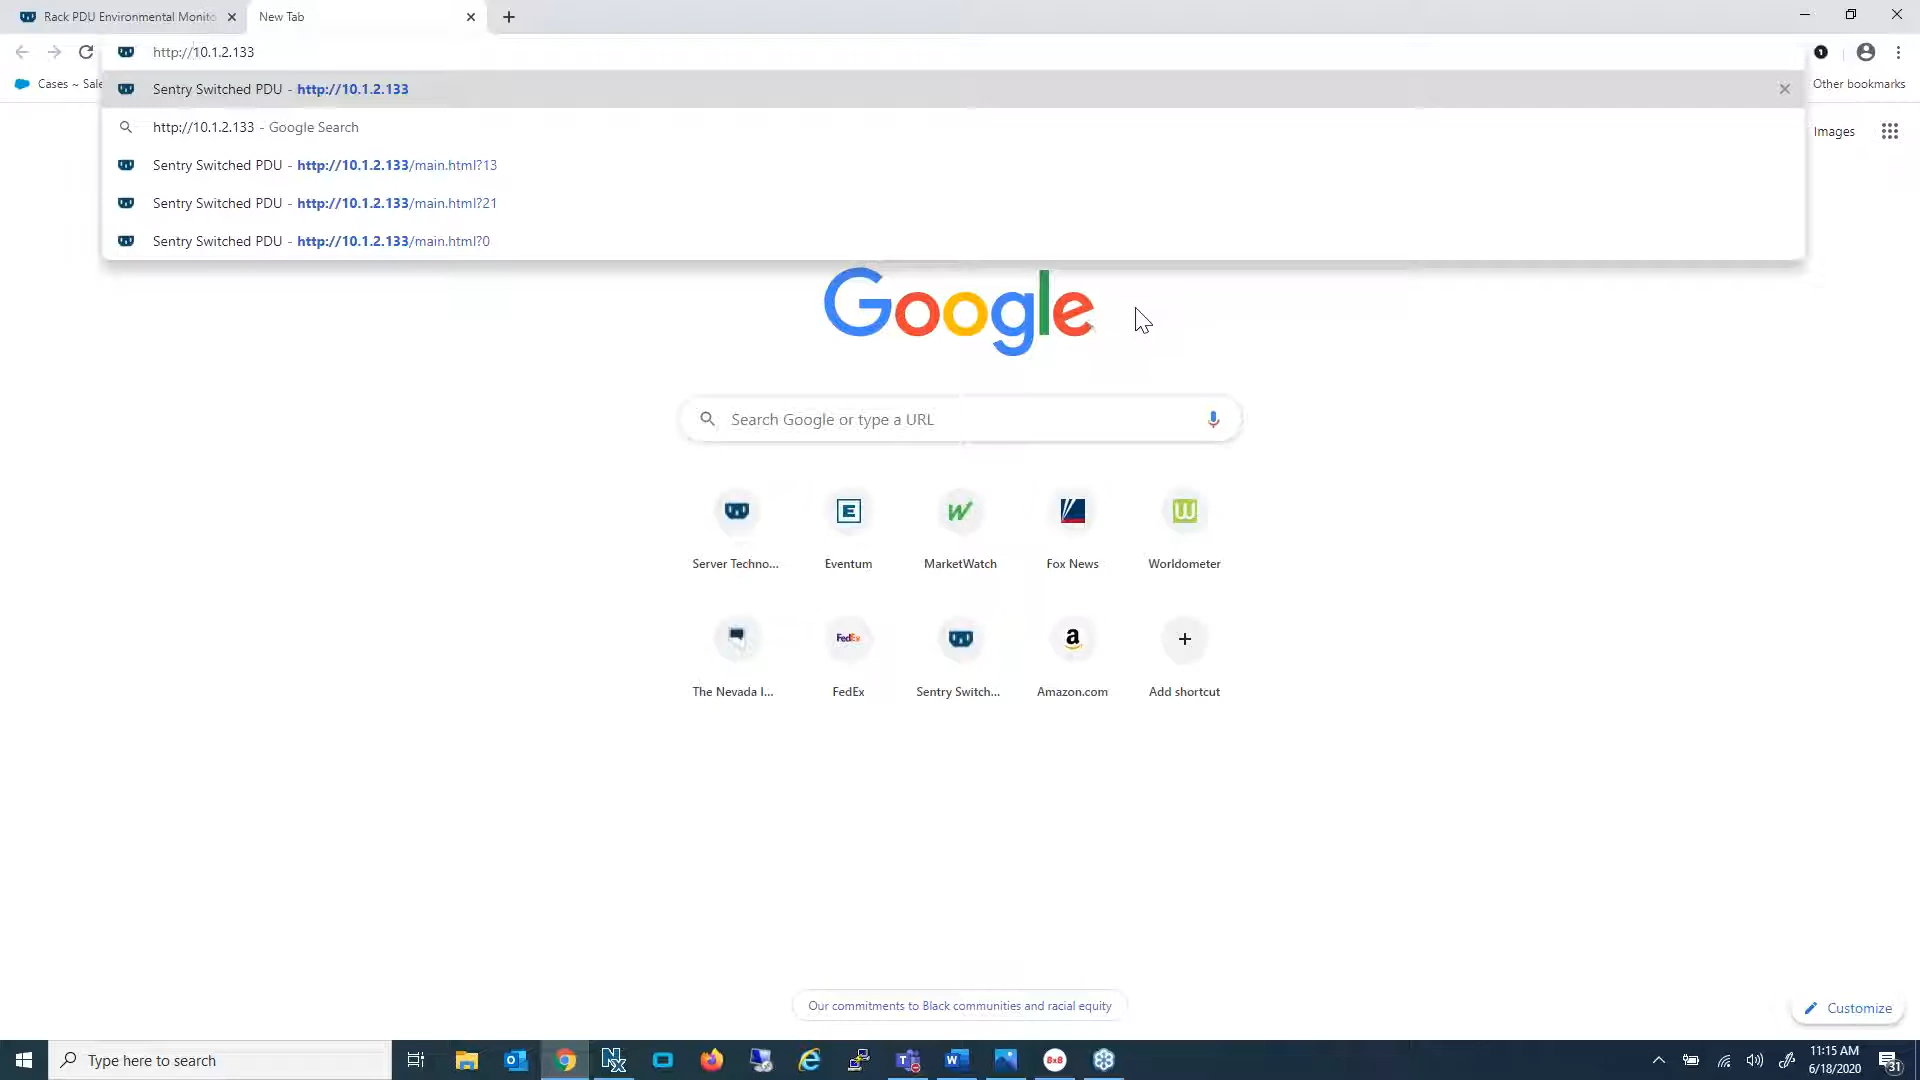 Rack PDU Environmental Monito
New Tab
http://10.1.2.133
Cases ~ Sale
Sentry Switched PDU - http://10.1.2.133
Other bookmarks
http://10.1.2.133 - Google Search
Images
Sentry Switched PDU - http://10.1.2.133/main.html?13
Sentry Switched PDU - http://10.1.2.133/main.html?21
Sentry Switched PDU - http://10.1.2.133/main.html?0
Google
Search Google or type a URL
Server Techno...
Eventum
MarketWatch
Fox News
Worldometer
The Nevada I...
FedEx
FedEx
Sentry Switch...
Amazon.com
Add shortcut
Our commitments to Black communities and racial equity
Customize
Type here to search
8x8
11:15 AM
6/18/2020
31